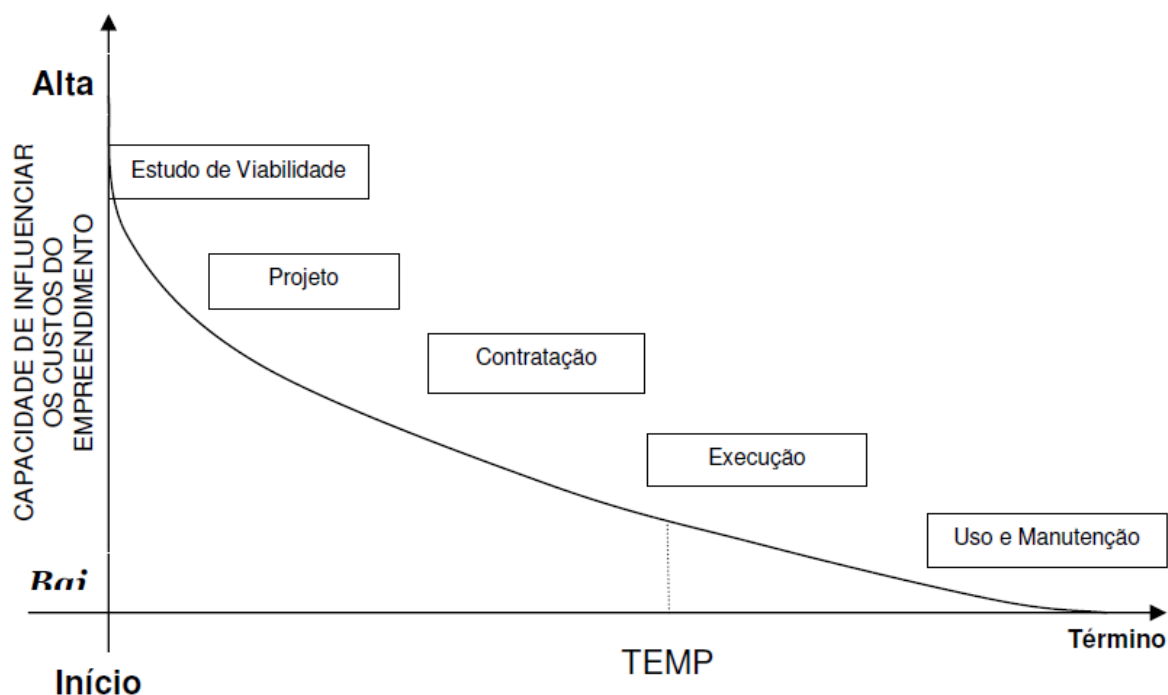 Alta
CAPACIDADE DE INFLUENCIAR
OS CUSTOS DO
EMPREENDIMENTO
Estudo de Viabilidade
Projeto
Contratação
Execução
Uso e Manutenção
Bai
Término
TEMP
Início